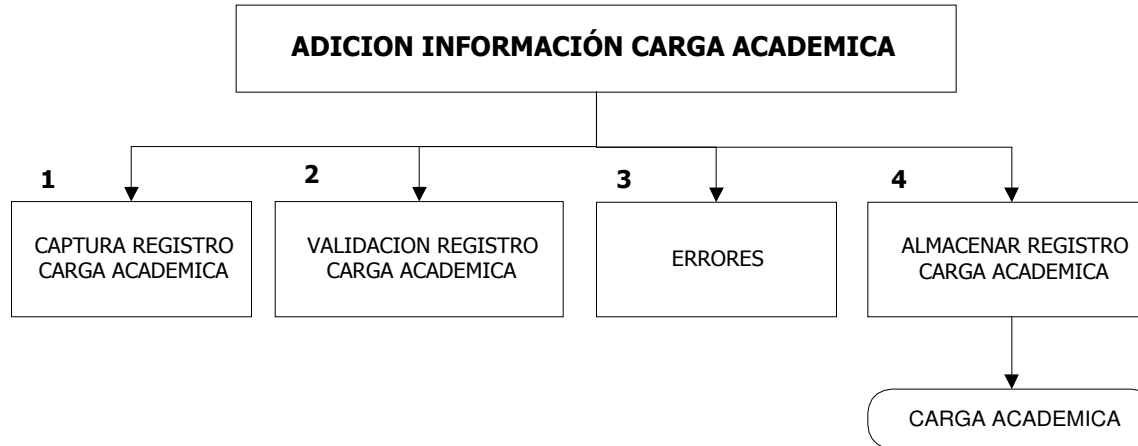 ADICION INFORMACIÓN CARGA ACADEMICA
1
2
3
4
CAPTURA REGISTRO
CARGA ACADEMICA
VALIDACION REGISTRO
CARGA ACADEMICA
ERRORES
ALMACENAR REGISTRO
CARGA ACADEMICA
CARGA ACADEMICA